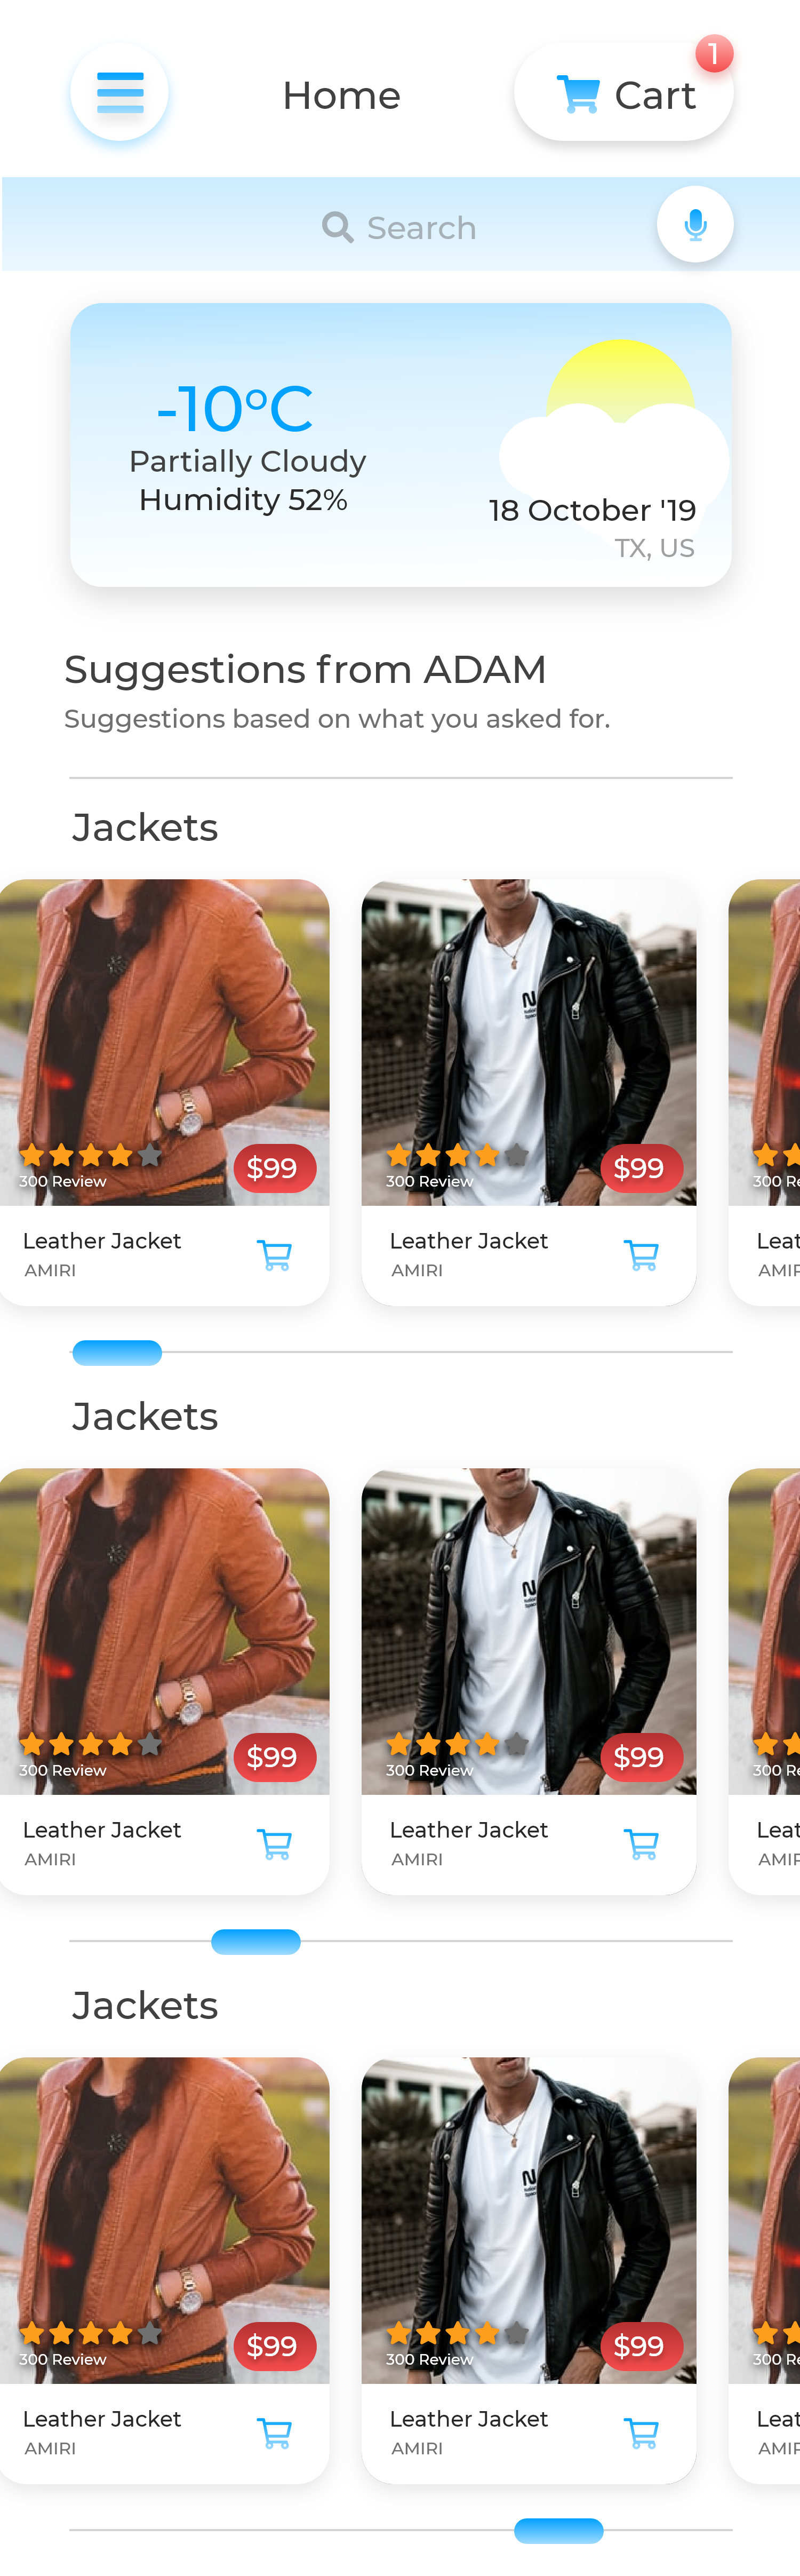 Home
Cart
1
Search
-10°C
Partially Cloudy
Humidity 52%
18 October '19
TX, US
Suggestions from ADAM
Suggestions based on what you asked for.
Jackets
300 Review
$99
Leather Jacket
AMIRI
N
300 Review
$99
Leather Jacket
AMIRI
300 Re
Leat
AMIR
Jackets
300 Review
$99
Leather Jacket
AMIRI
N
300 Review
$99
Leather Jacket
AMIRI
300 Re
Leat
AMIR
Jackets
300 Review
$99
Leather Jacket
AMIRI
N
300 Review
$99
Leather Jacket
AMIRI
300 Re
Leat
AMIR